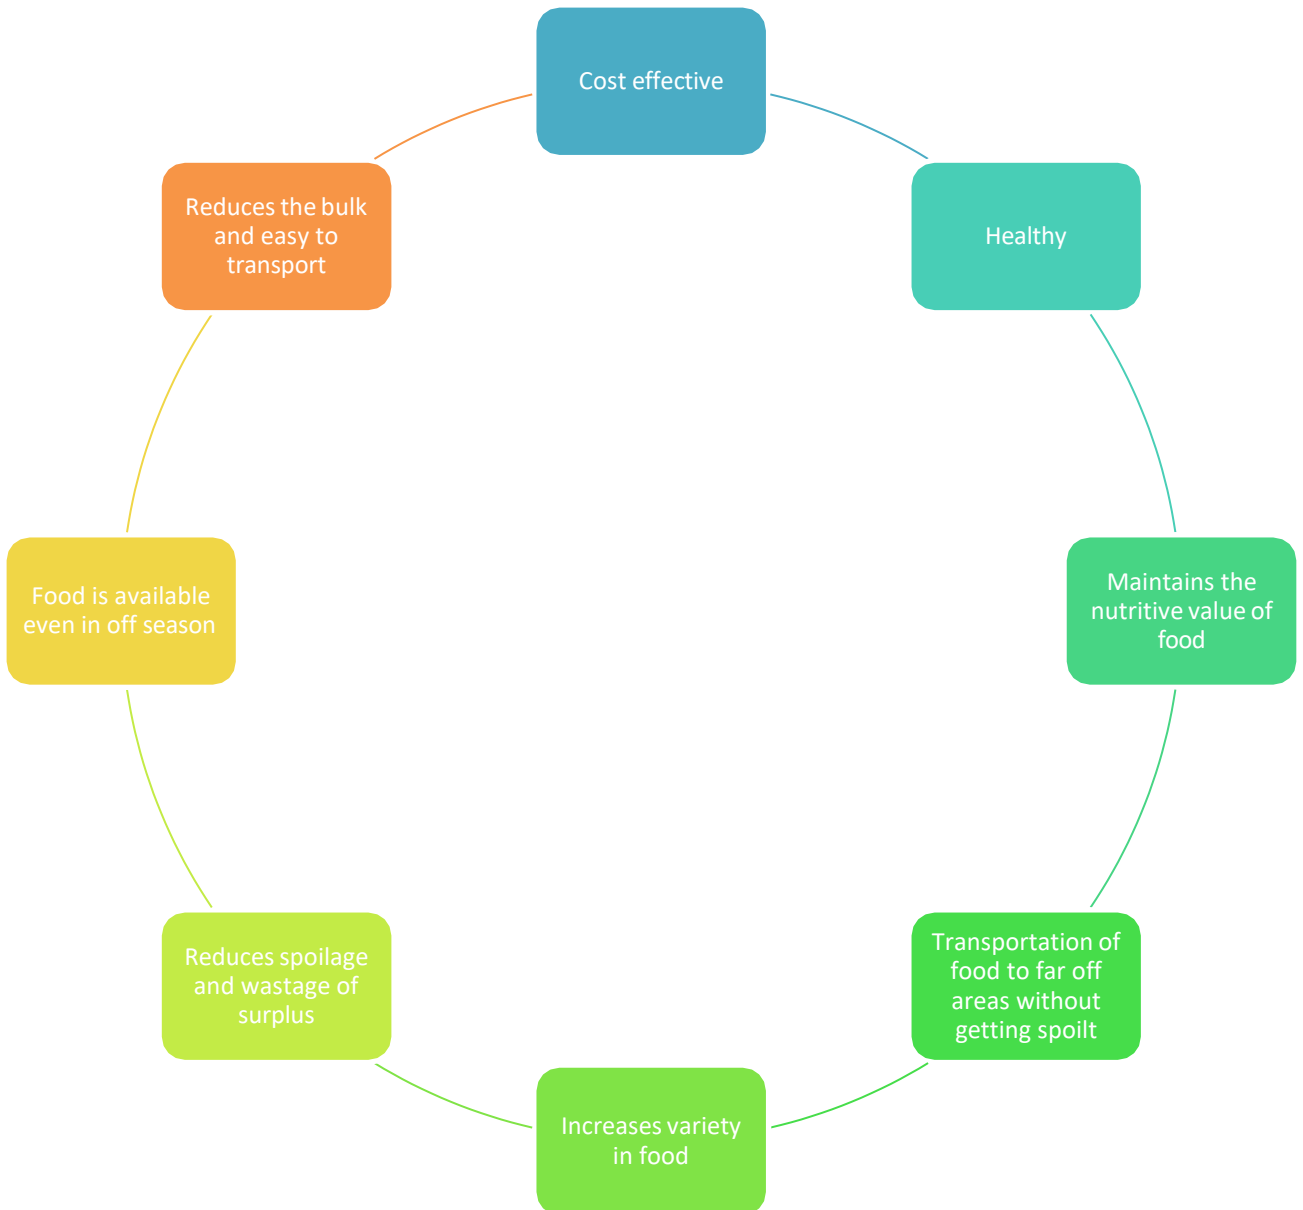 Cost effective
Healthy
Maintains the
nutritive value of
food
Transportation of
food to far off
areas without
getting spoilt
Increases variety
in food
Reduces spoilage
and wastage of
surplus
Food is available
even in off season
Reduces the bulk
and easy to
transport